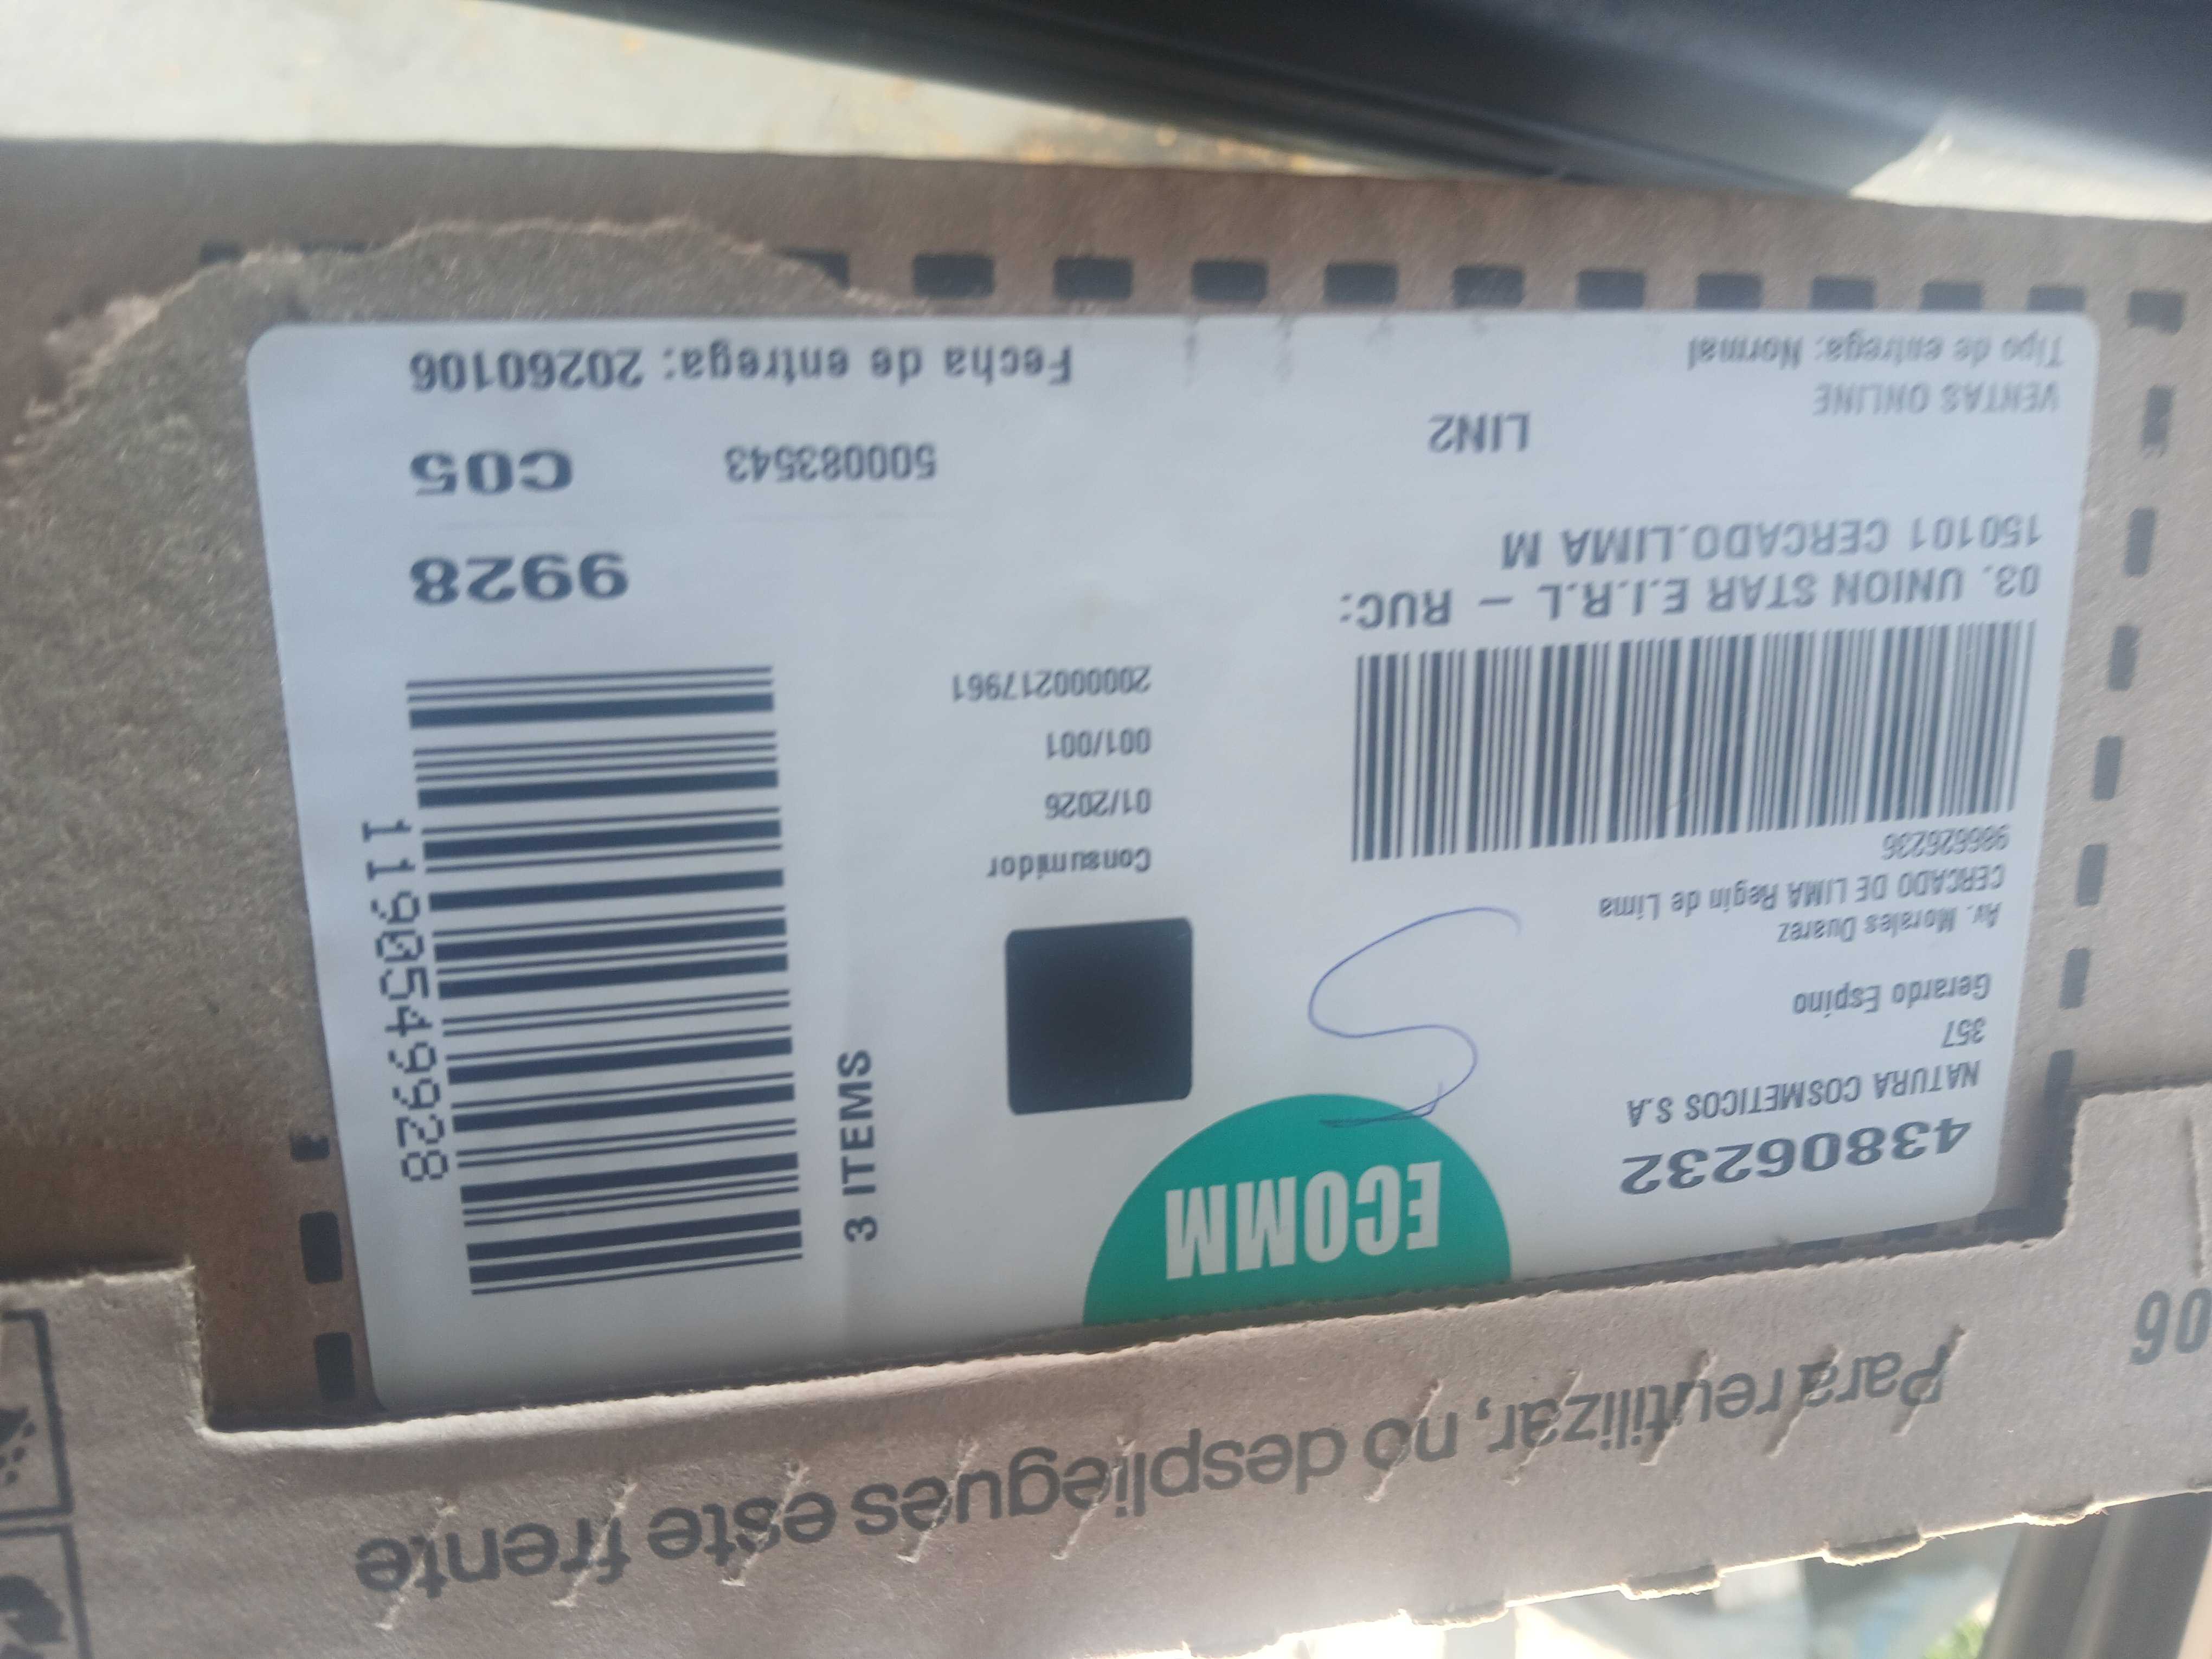 Para reutilizar, no despliegues este frente
06
ECOMM
43806232
NATURA COSMETICOS S.A
357
Gerardo Espino
Av. Morales Duarez
CERCADO DE LIMA Regin de Lima
986626236
03. UNION STAR E.I.R.L - RUC:
150101 CERCADO.LIMA M
LIN2
VENTAS ONLINE
Tipo de entrega: Normal
S
3 ITEMS
Consumidor
01/2026
001/001
20000217961
1190549928
9928
500083543
C05
Fecha de entrega: 20260106